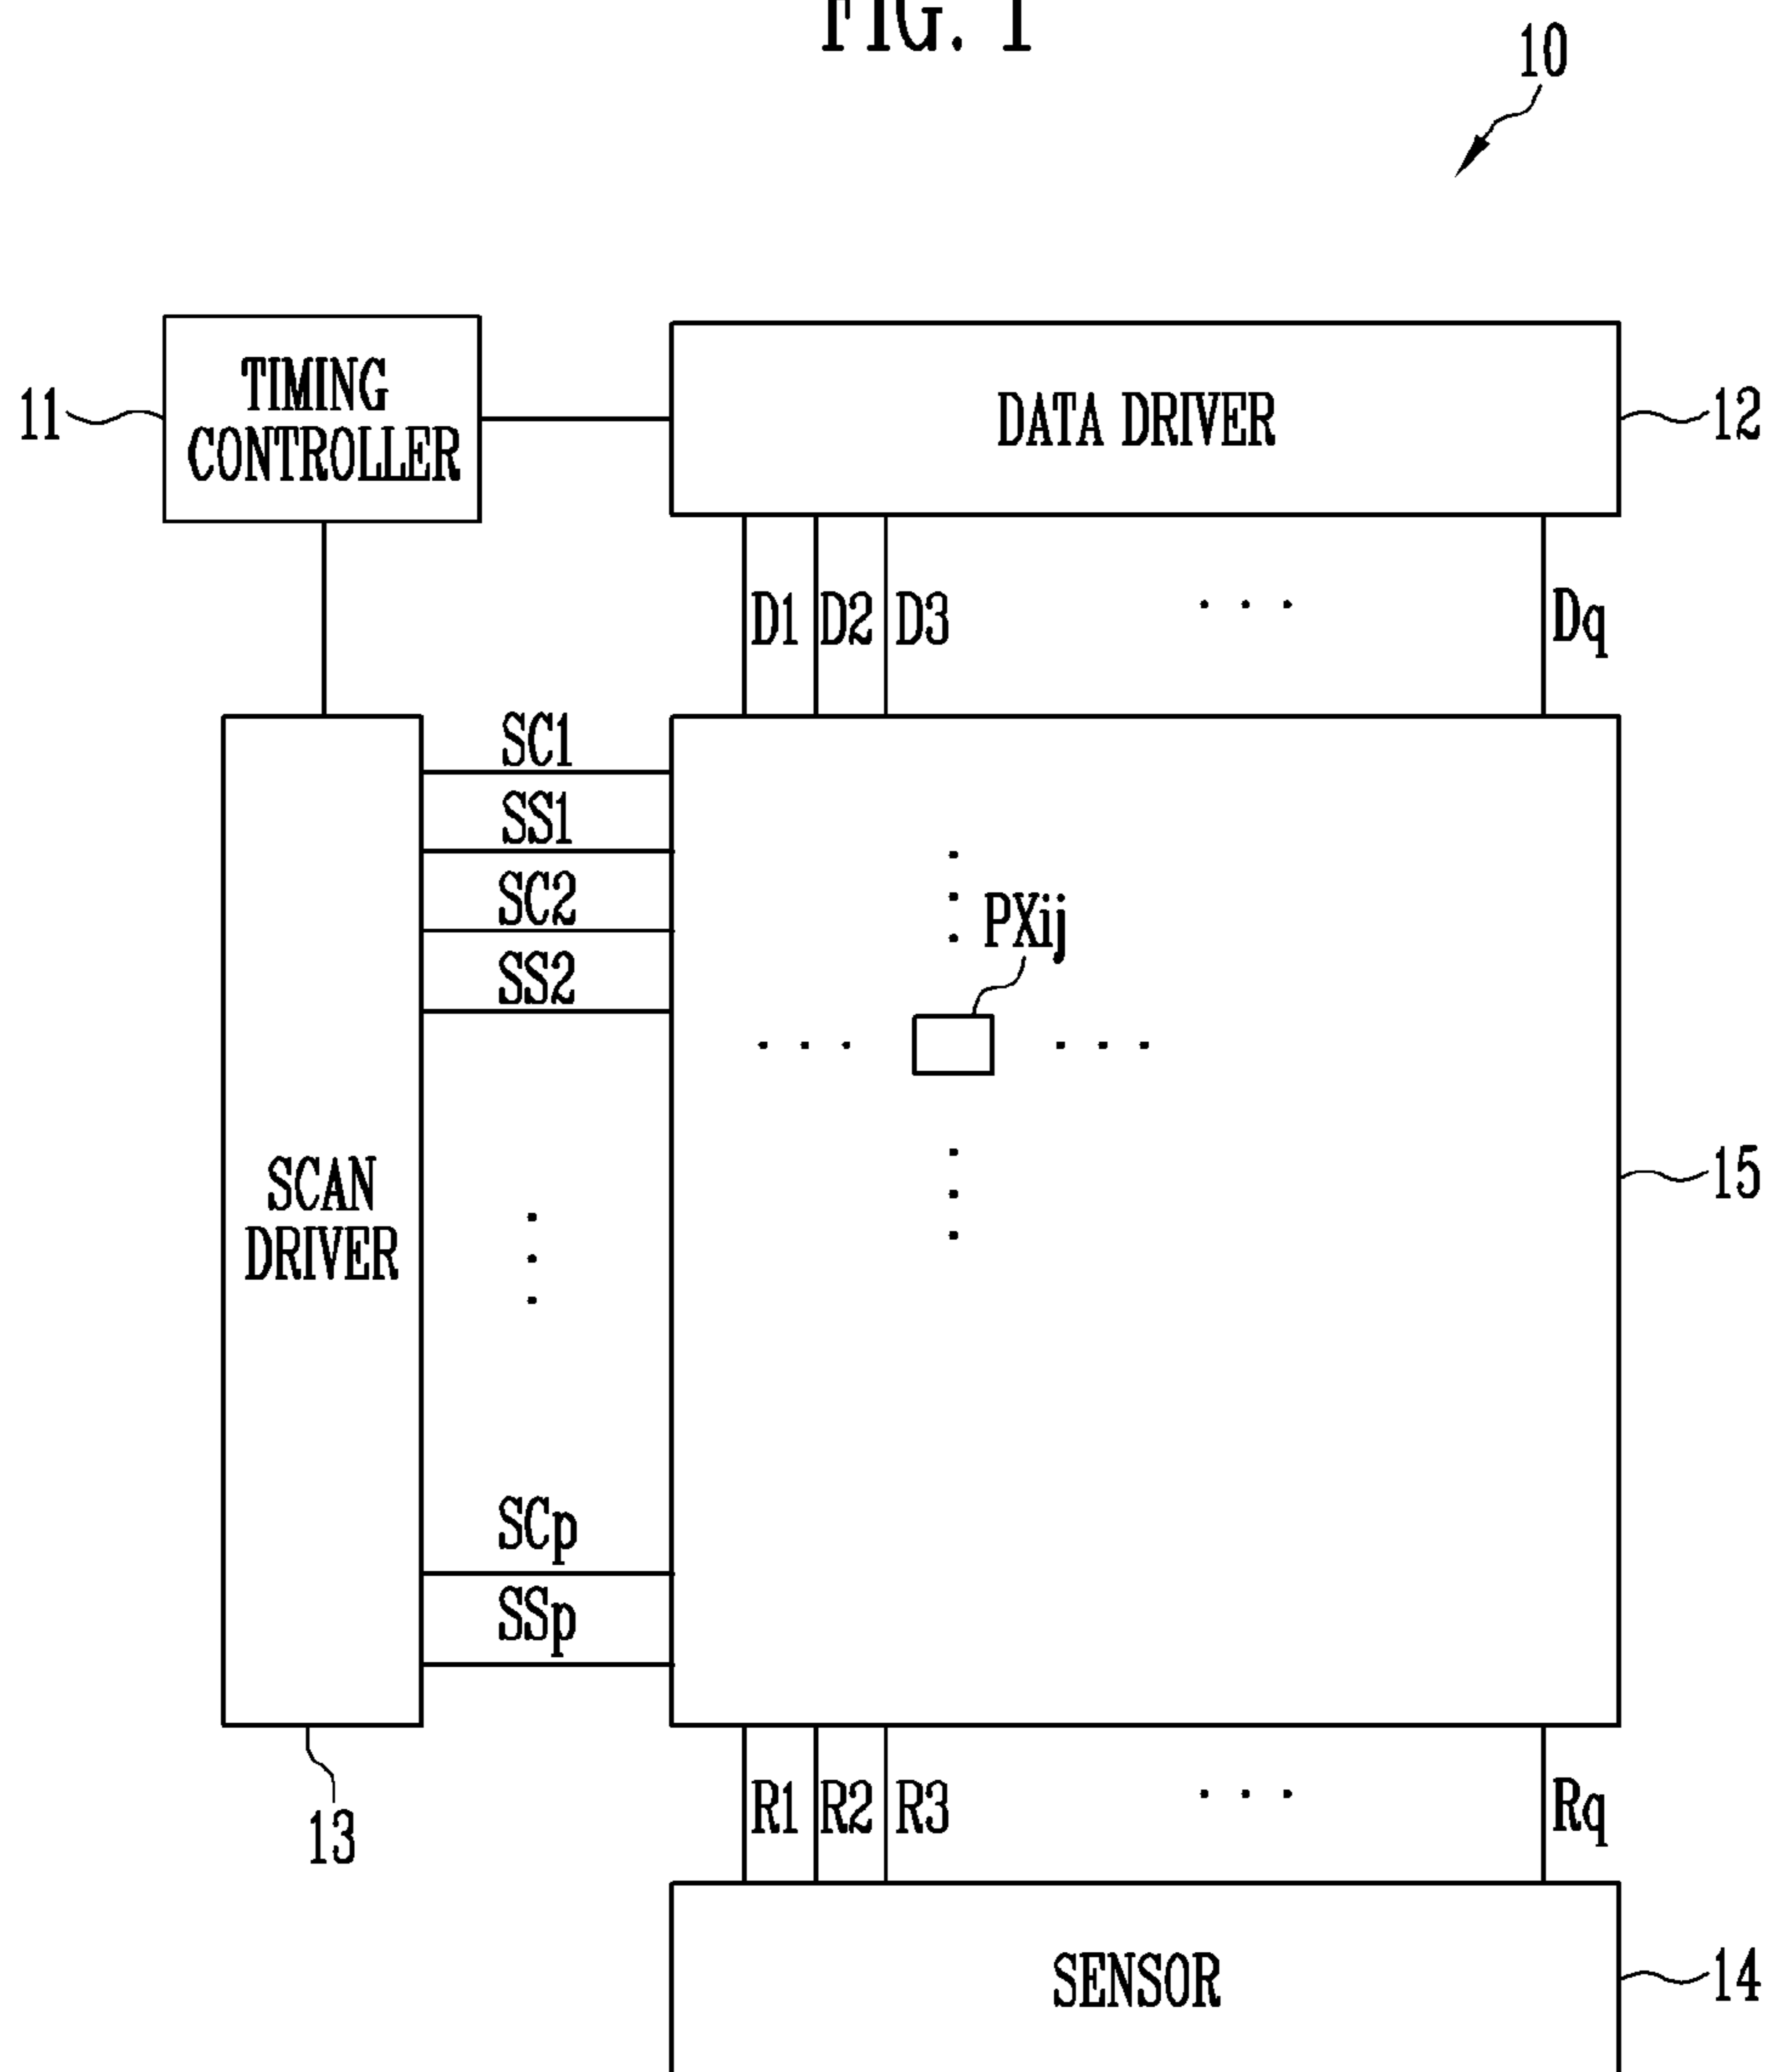 FIG. 1
10
TIMING
CONTROLLER
11
DATA DRIVER
12
D1 D2 D3 Dq
SC1
SS1
SC2
SS2
PXij
SCAN
DRIVER
15
SCp
SSp
R1 R2 R3 Rq
13
SENSOR
14